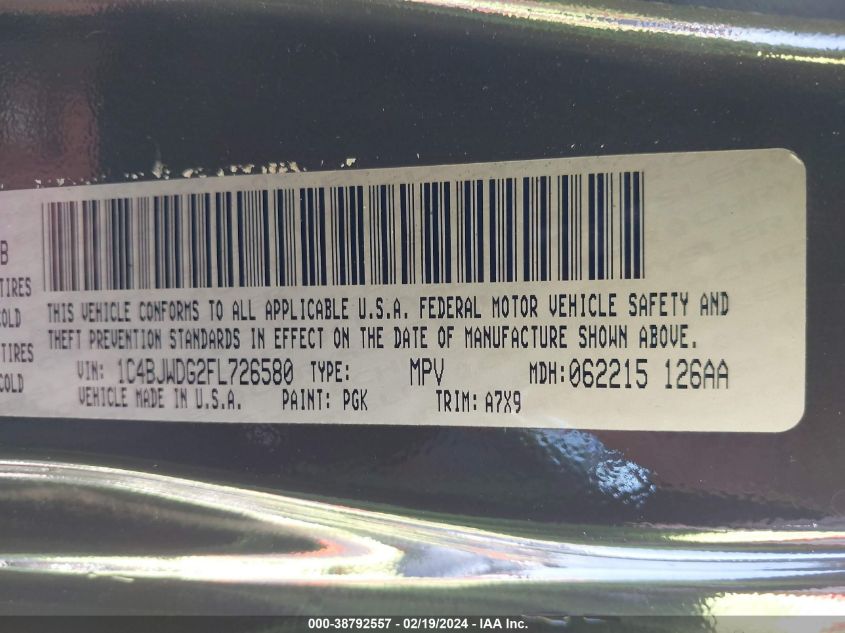 B
TIRES
COLD
TIRES
COLD
THIS VEHICLE CONFORMS TO ALL APPLICABLE U.S.A. FEDERAL MOTOR VEHICLE SAFETY AND
THEFT PREVENTION STANDARDS IN EFFECT ON THE DATE OF MANUFACTURE SHOWN ABOVE.
VIN: 1C4BJWDG2FL726580 TYPE: MPV MDH: 062215 126AA
VEHICLE MADE IN U.S.A. PAINT: PGK TRIM: A7X9
000-38792557 - 02/19/2024 - IAA Inc.